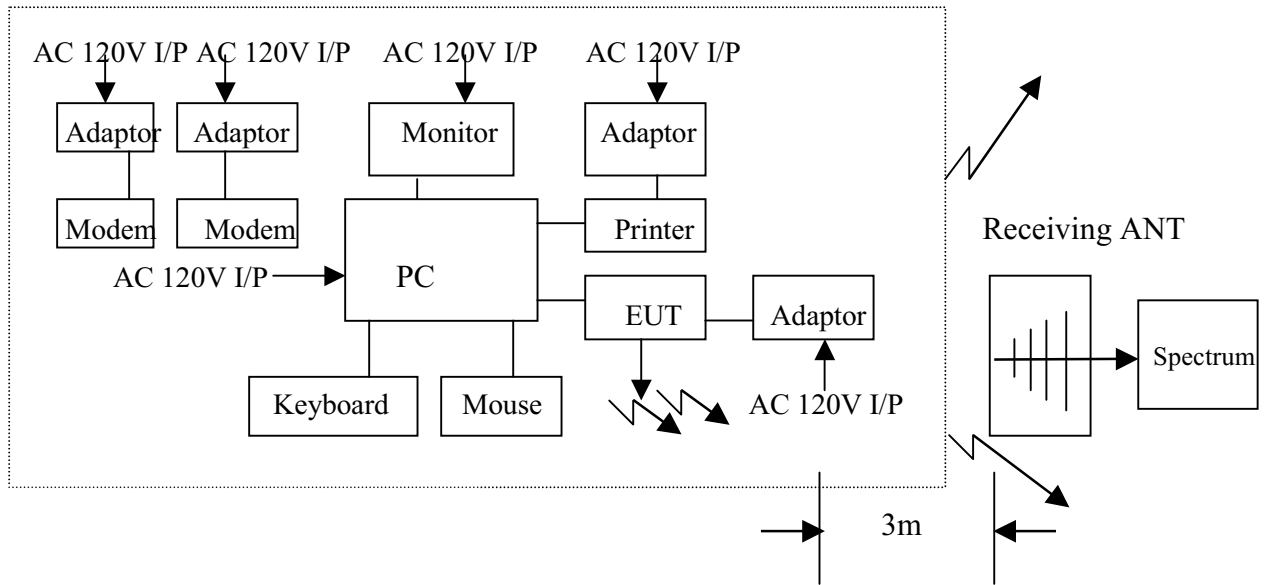 AC 120V I/P AC 120V I/P AC 120V I/P AC 120V I/P
Adaptor Adaptor Monitor Adaptor
Modem Modem Printer
Receiving ANT
AC 120V I/P PC
EUT Adaptor
Spectrum
Keyboard Mouse AC 120V I/P
3m